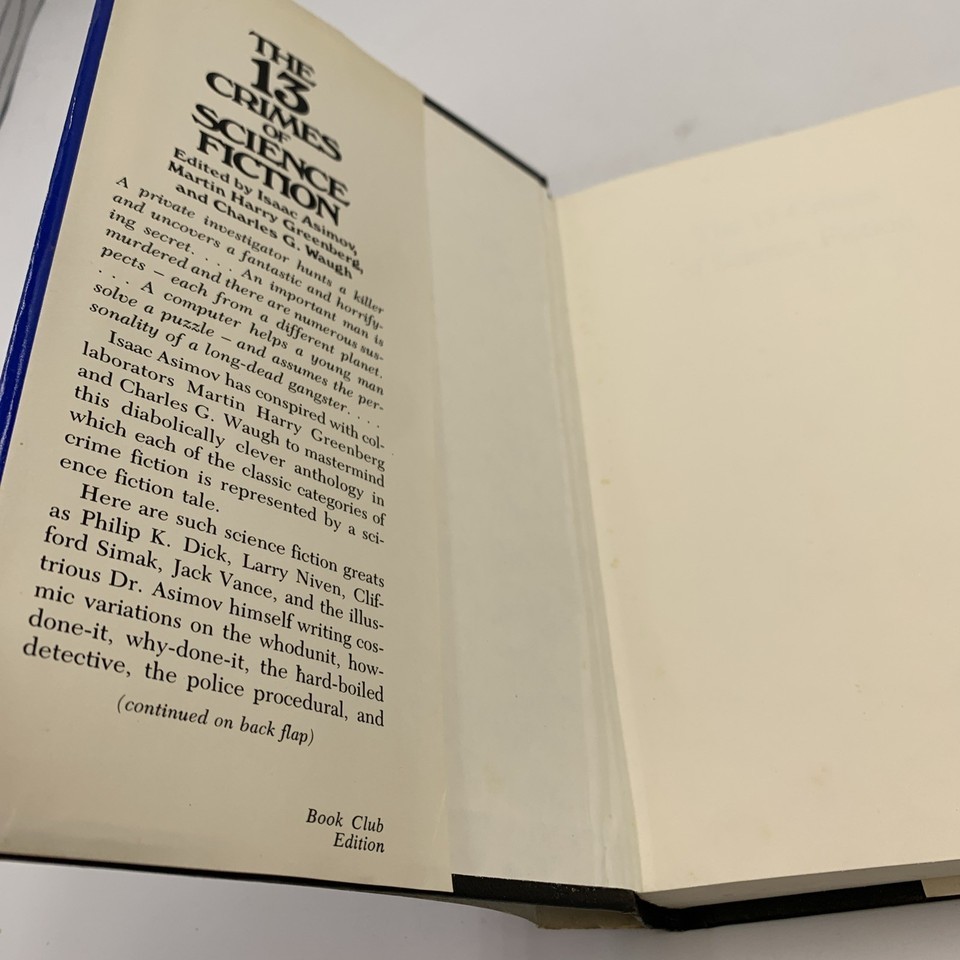 THE
13
CRIMES
OF
SCIENCE
FICTION
Edited by Isaac Asimov,
Martin Harry Greenberg,
and Charles G. Waugh
A private investigator hunts a killer
and uncovers a fantastic and horrify-
ing secret. . . . An important man is
murdered and there are numerous sus-
pects – each from a different planet.
. . . A computer helps a young man
solve a puzzle – and assumes the per-
sonality of a long-dead gangster. . . .
Isaac Asimov has conspired with col-
laborators Martin Harry Greenberg
and Charles G. Waugh to mastermind
this diabolically clever anthology in
which each of the classic categories of
crime fiction is represented by a sci-
ence fiction tale.
Here are such science fiction greats
as Philip K. Dick, Larry Niven, Clif-
ford Simak, Jack Vance, and the illus-
trious Dr. Asimov himself writing cos-
mic variations on the whodunit, how-
done-it, why-done-it, the hard-boiled
detective, the police procedural, and
(continued on back flap)
Book Club
Edition